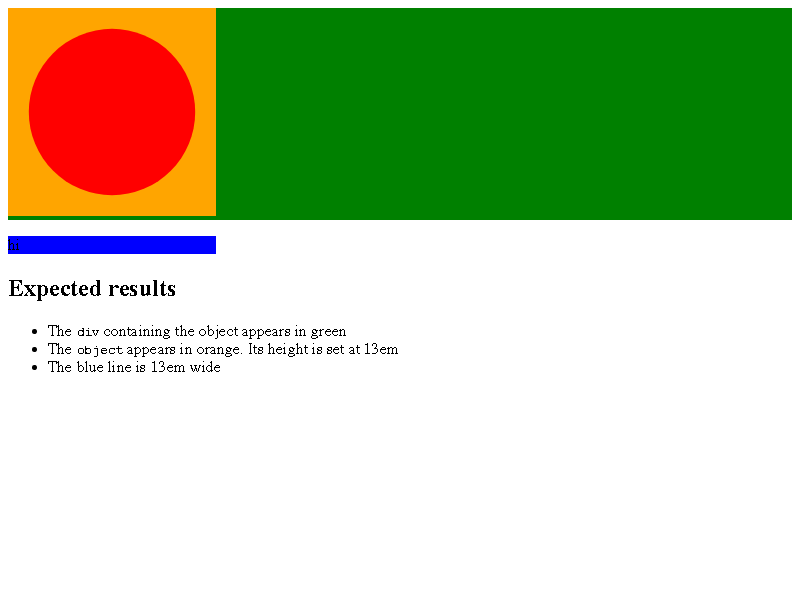 Expected results
The div containing the object appears in green
The object appears in orange. Its height is set at 13em
The blue line is 13em wide